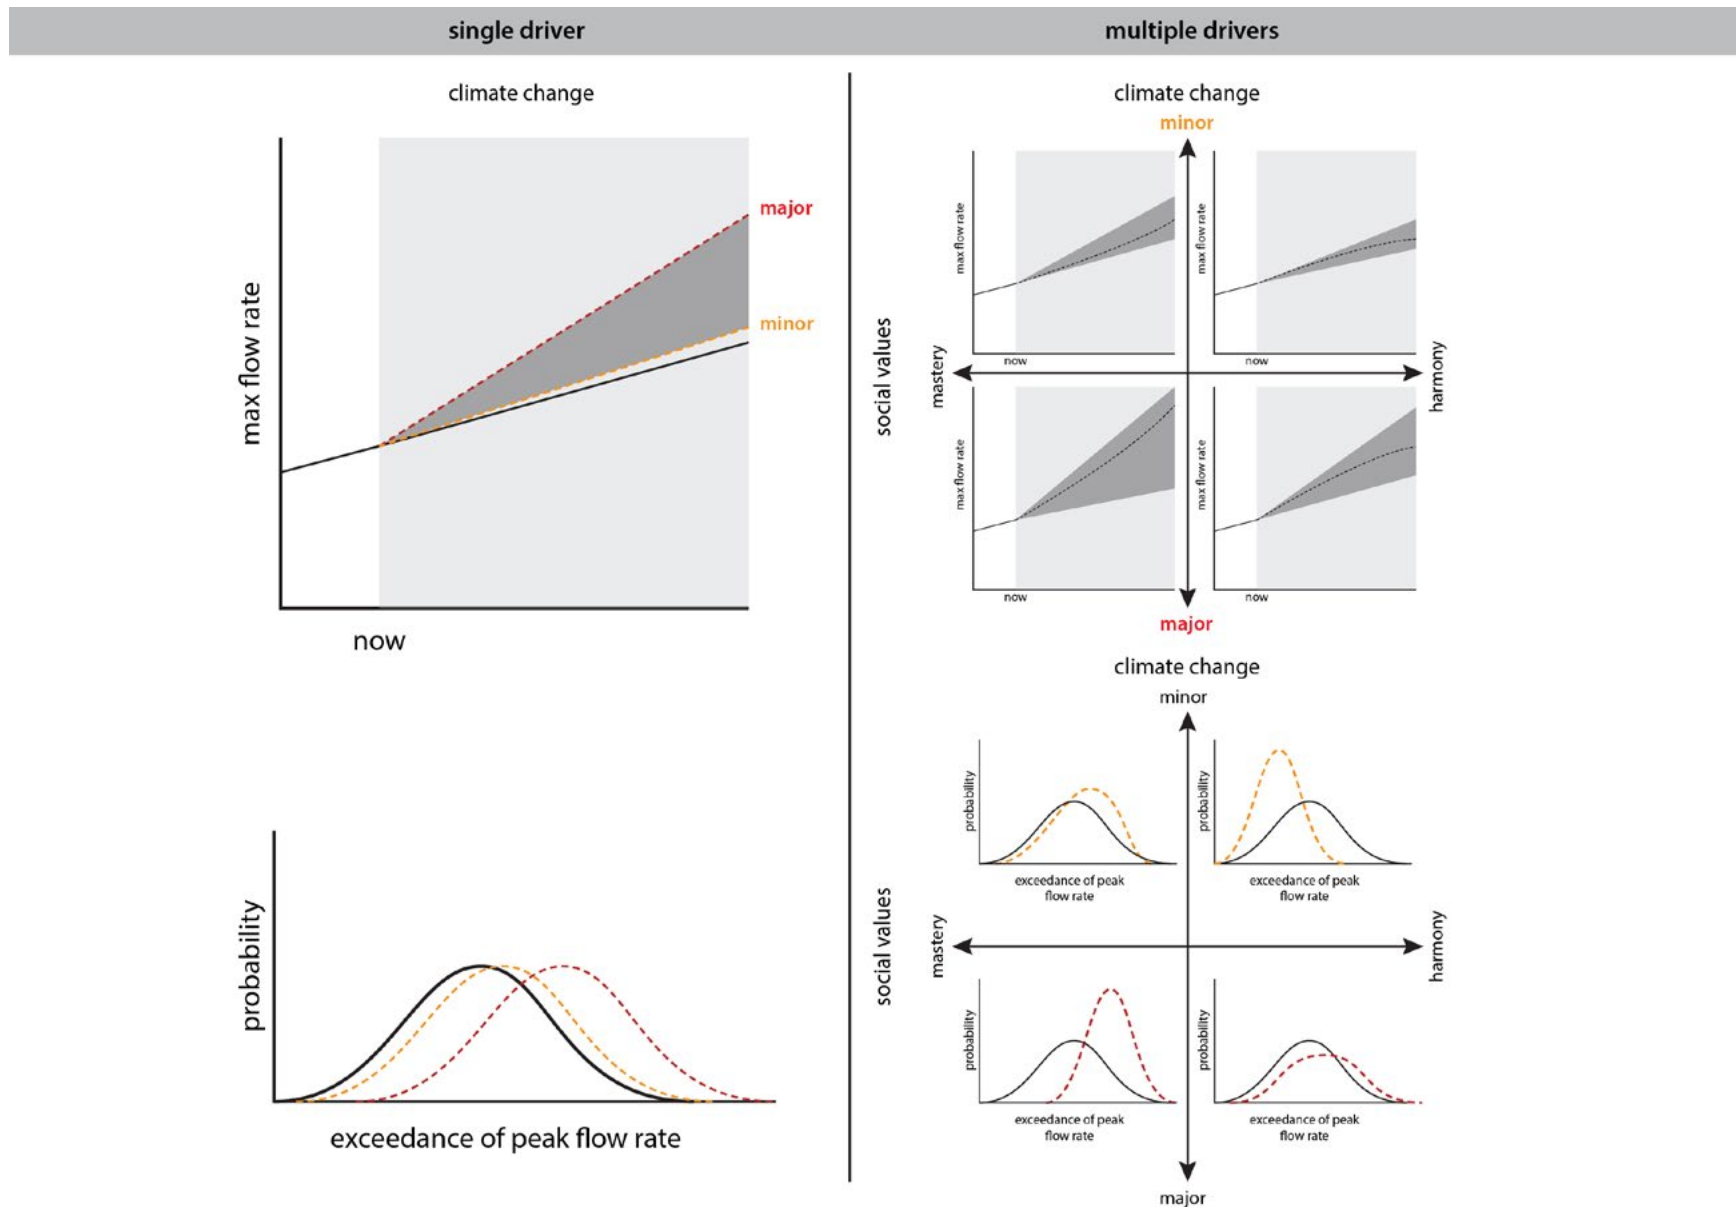 single driver
multiple drivers
climate change
major
minor
max flow rate
now
probability
exceedance of peak flow rate
climate change
minor
max flow rate
now
max flow rate
now
social values
mastery
harmony
max flow rate
now
max flow rate
now
major
climate change
minor
probability
exceedance of peak
flow rate
probability
exceedance of peak
flow rate
social values
mastery
harmony
probability
exceedance of peak
flow rate
probability
exceedance of peak
flow rate
major